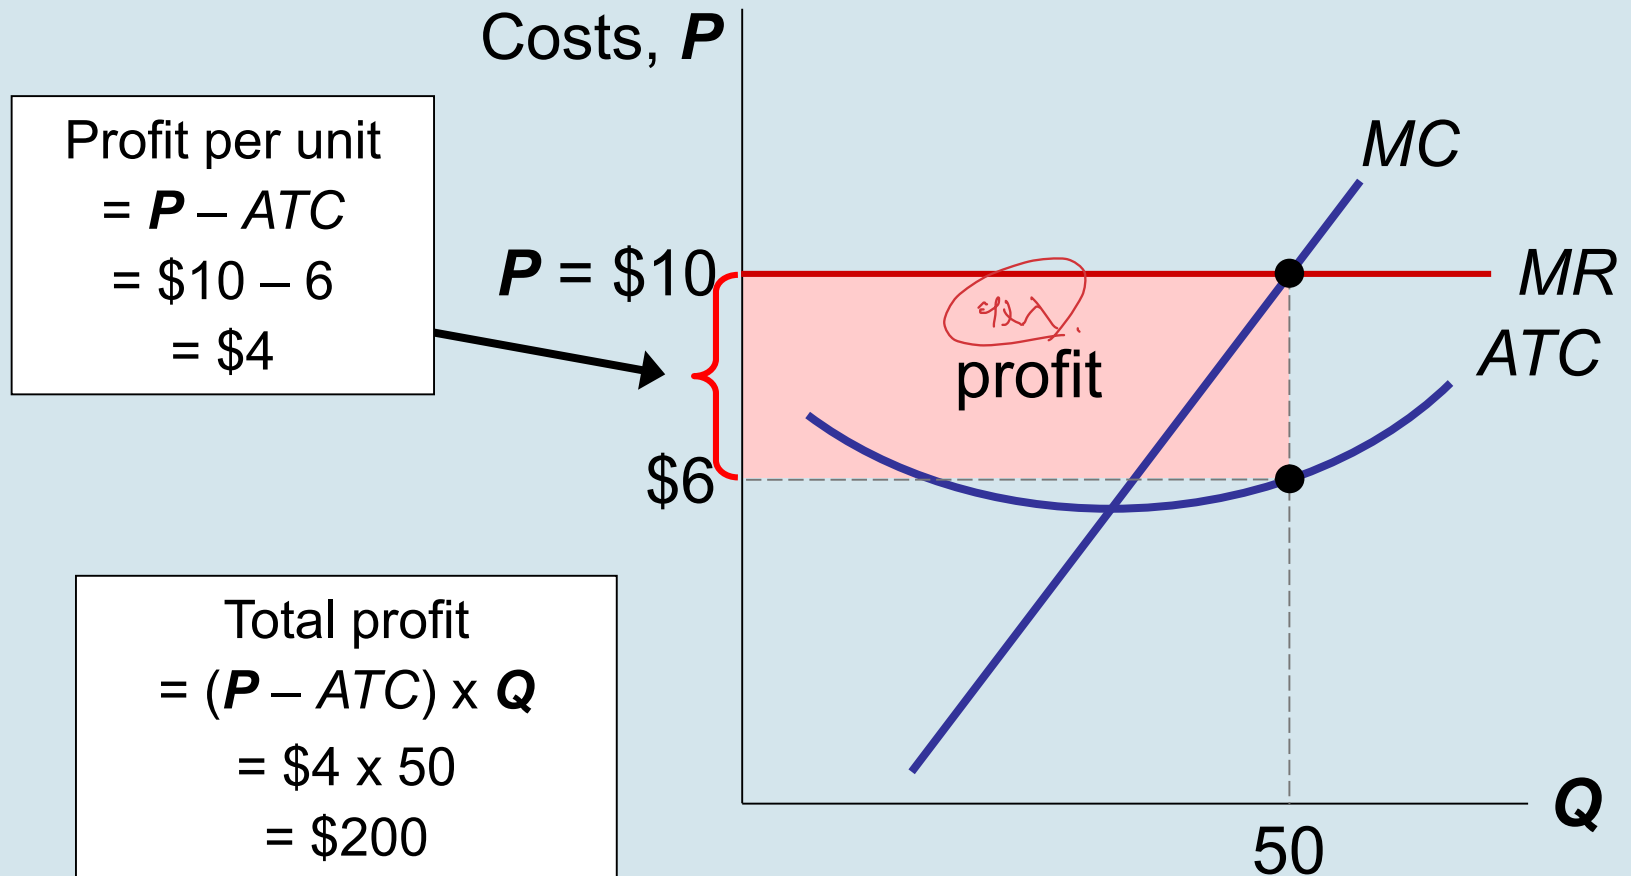 Costs, P
Profit per unit
= P – ATC
= $10 – 6
= $4
P = $10
MC
MR
ATC
profit
$6
Total profit
= (P – ATC) x Q
= $4 x 50
= $200
Q
50